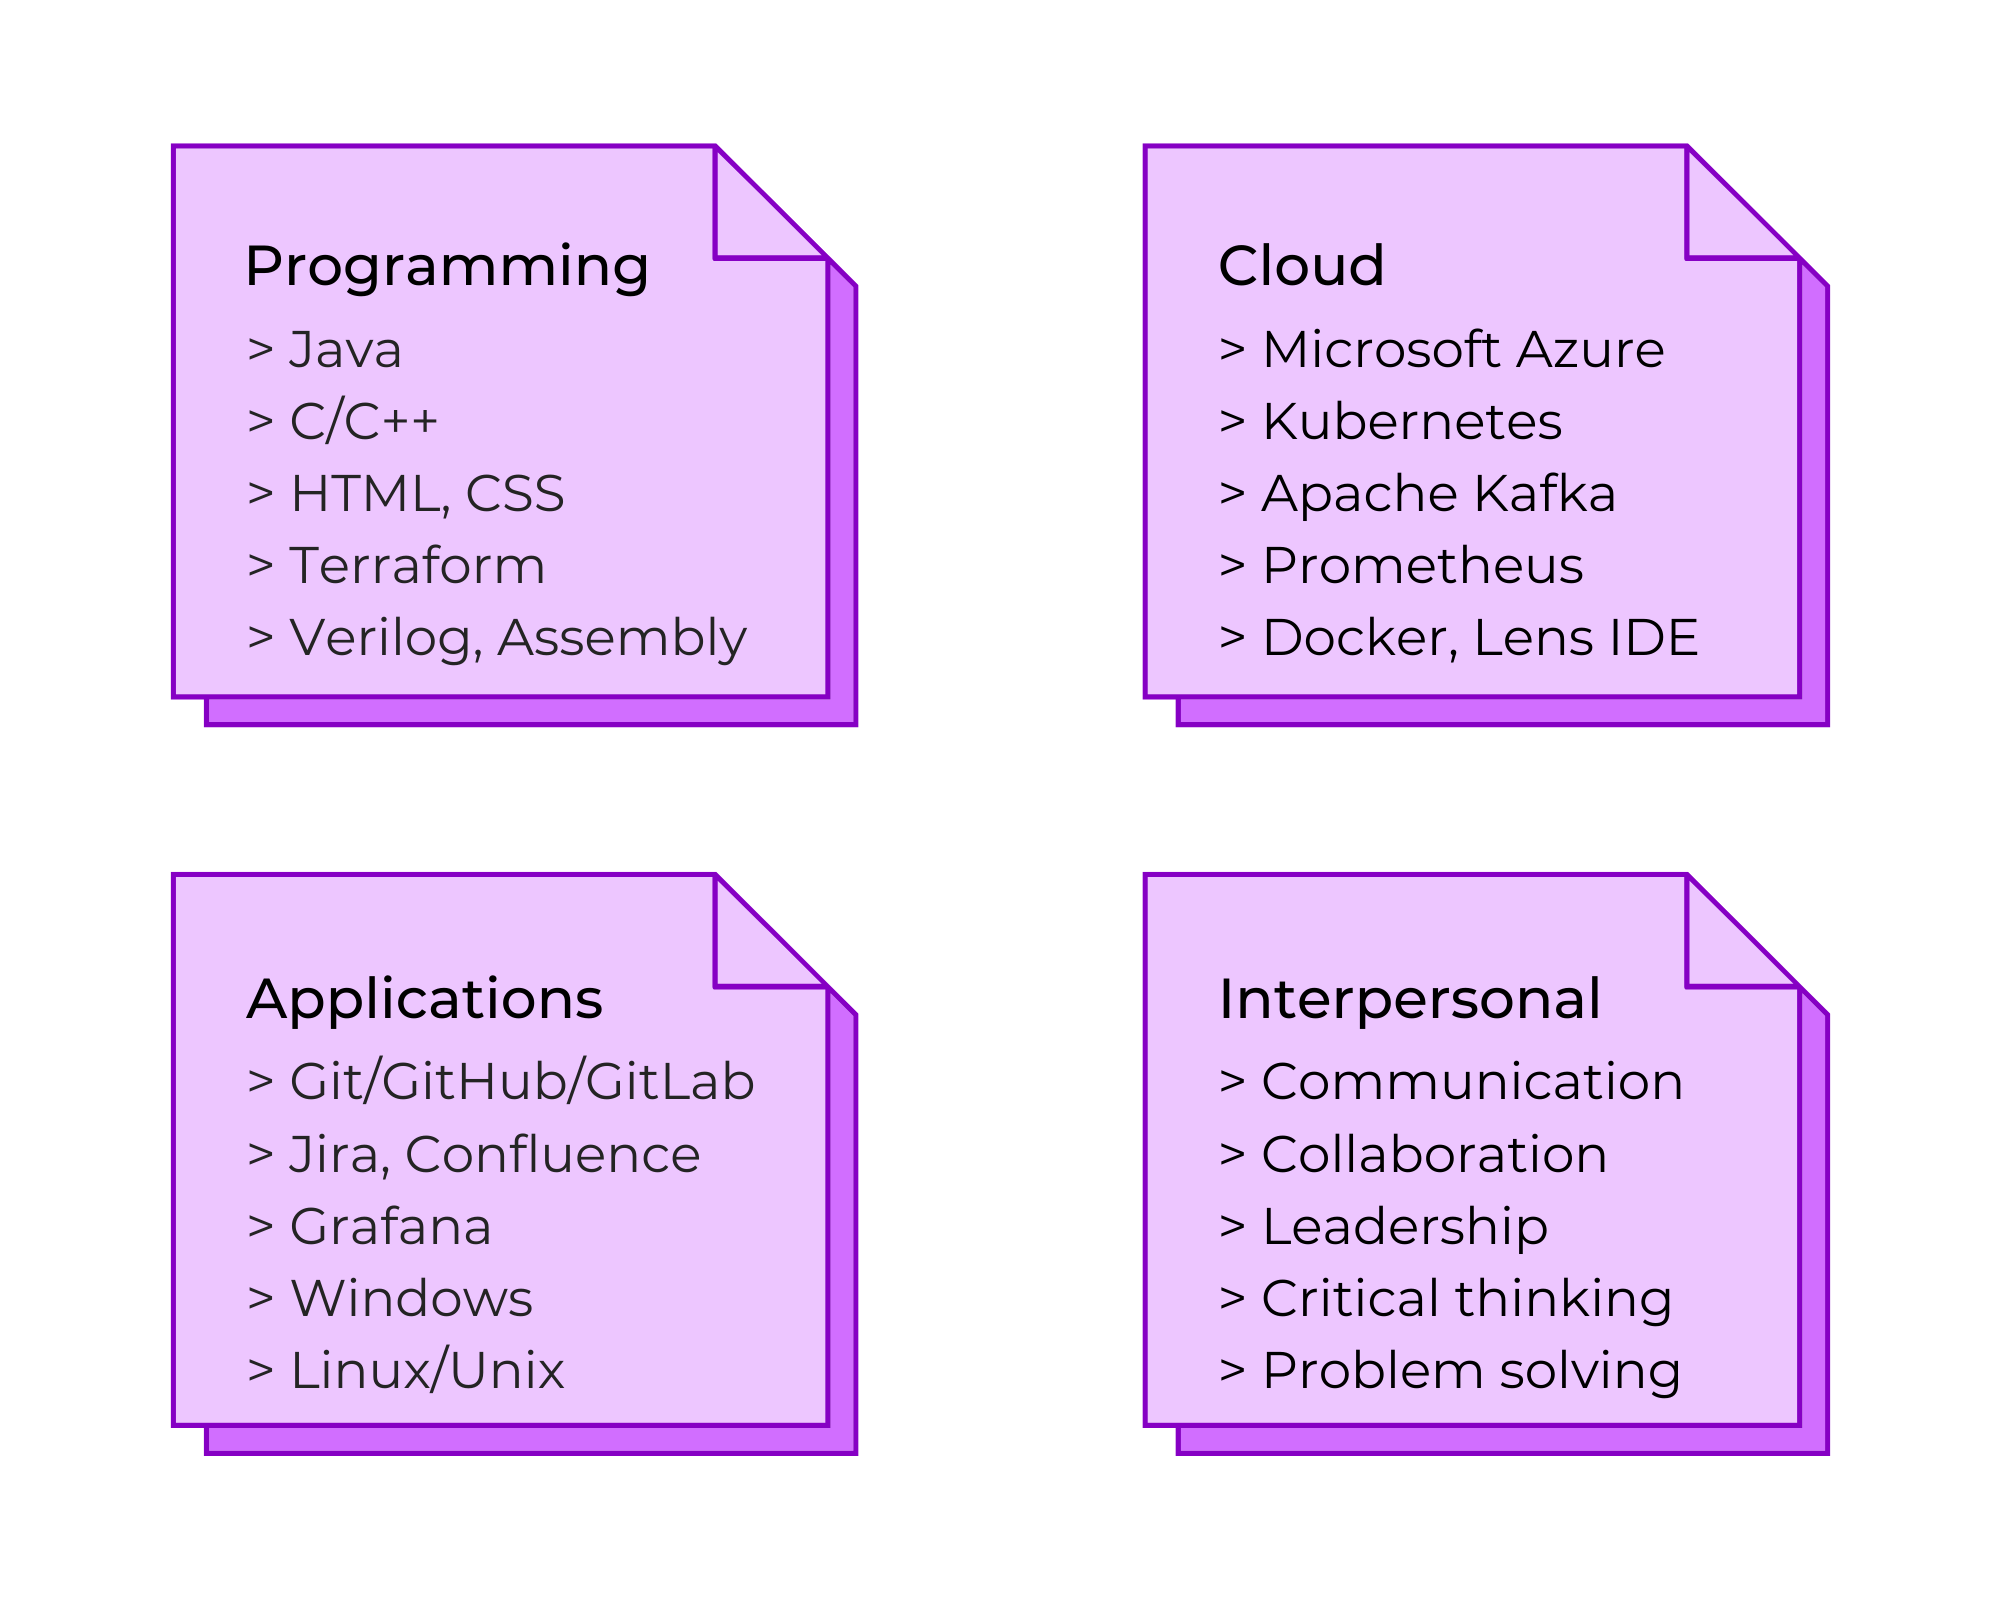 Programming
> Java
> C/C++
> HTML, CSS
> Terraform
> Verilog, Assembly
Cloud
> Microsoft Azure
> Kubernetes
> Apache Kafka
> Prometheus
> Docker, Lens IDE
Applications
> Git/GitHub/GitLab
> Jira, Confluence
> Grafana
> Windows
> Linux/Unix
Interpersonal
> Communication
> Collaboration
> Leadership
> Critical thinking
> Problem solving